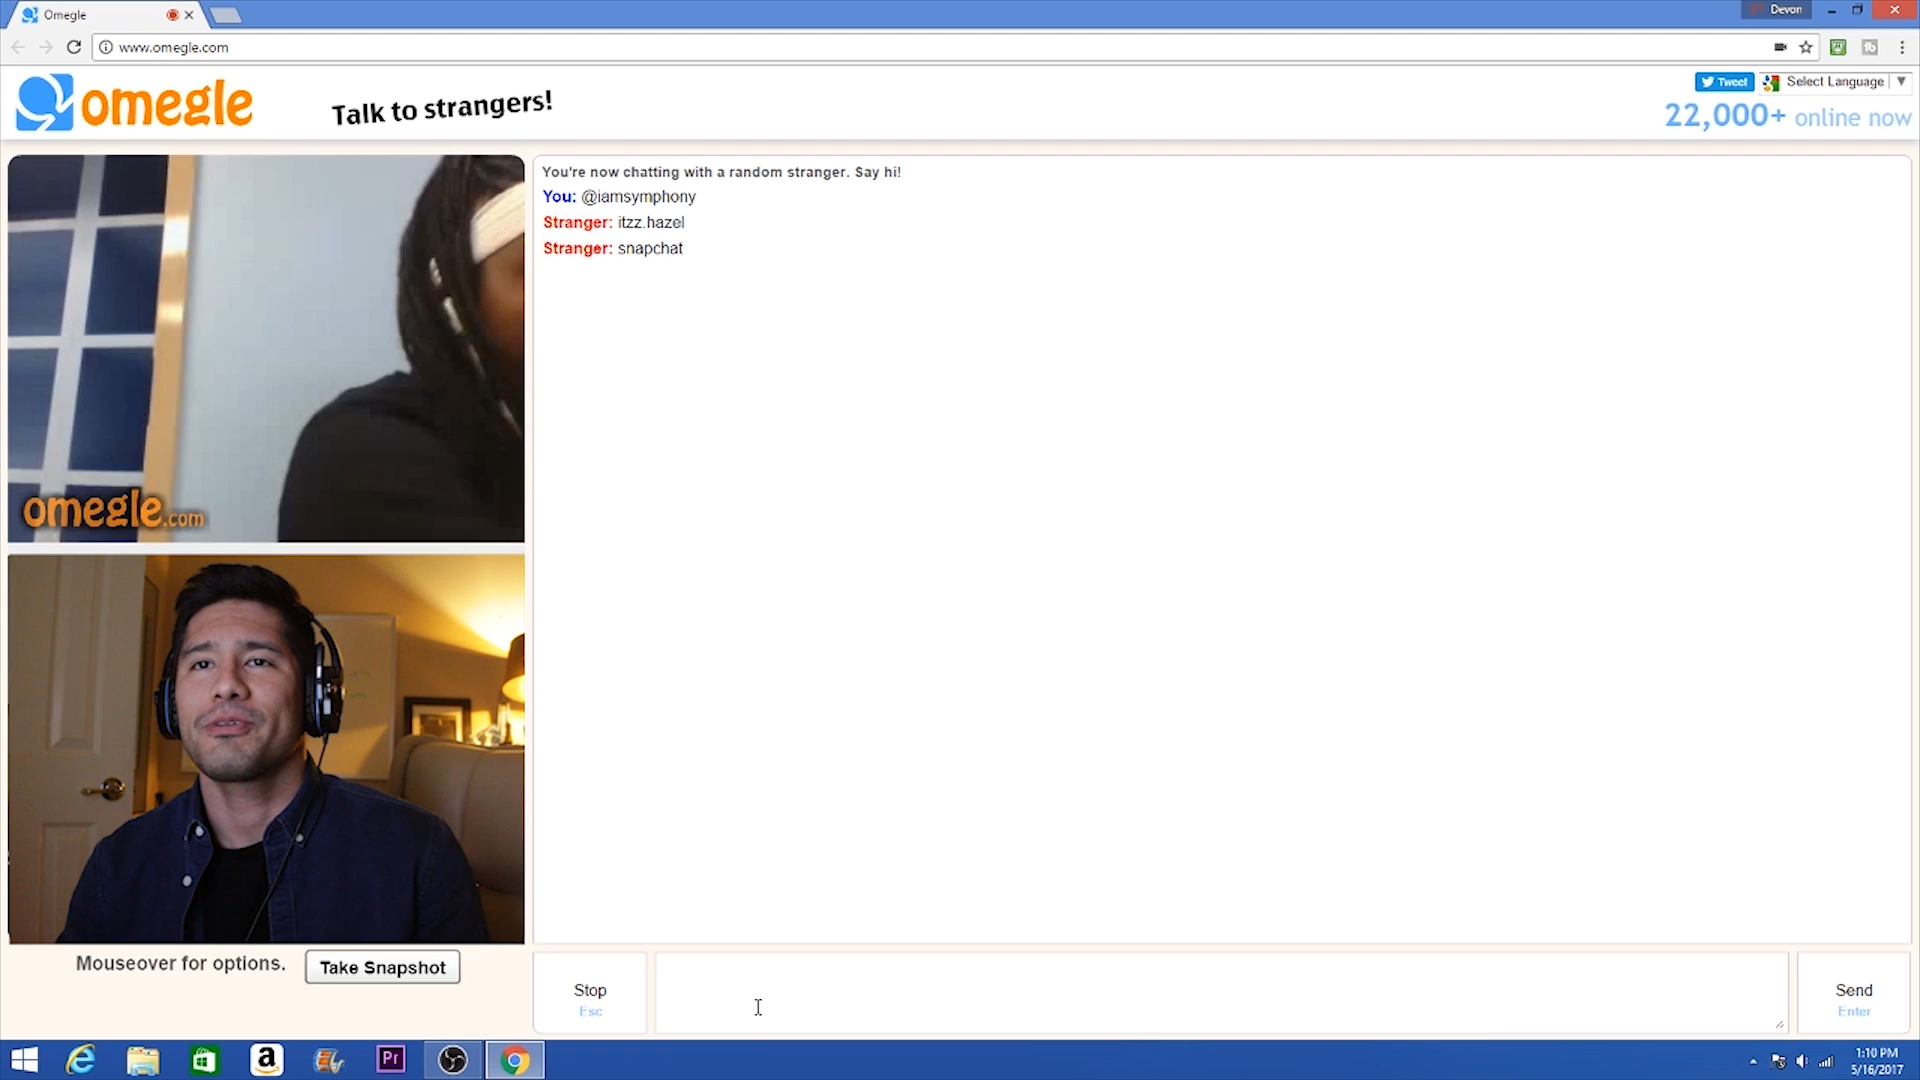 Omegle
Devon
www.omegle.com
omegle
Talk to strangers!
Tweet
Select Language
22,000+ online now
You're now chatting with a random stranger. Say hi!
You: @iamsymphony
Stranger: itzz.hazel
Stranger: snapchat
omegle.com
Mouseover for options.
Take Snapshot
Stop
Esc
Send
Enter
a
Pr
1:10 PM
5/16/2017